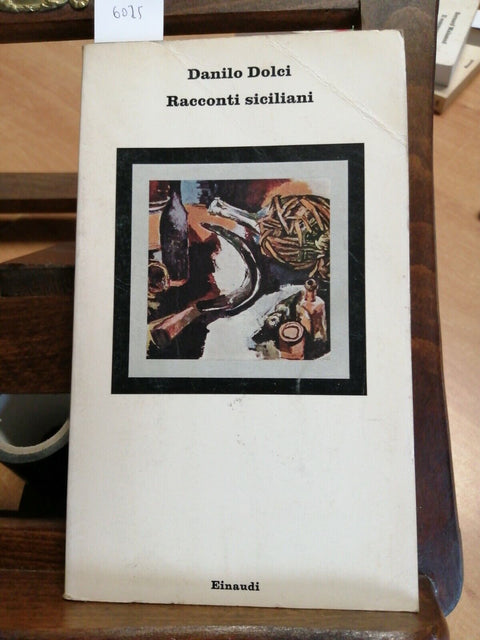 6025
Danilo Dolci
Racconti siciliani
Einaudi